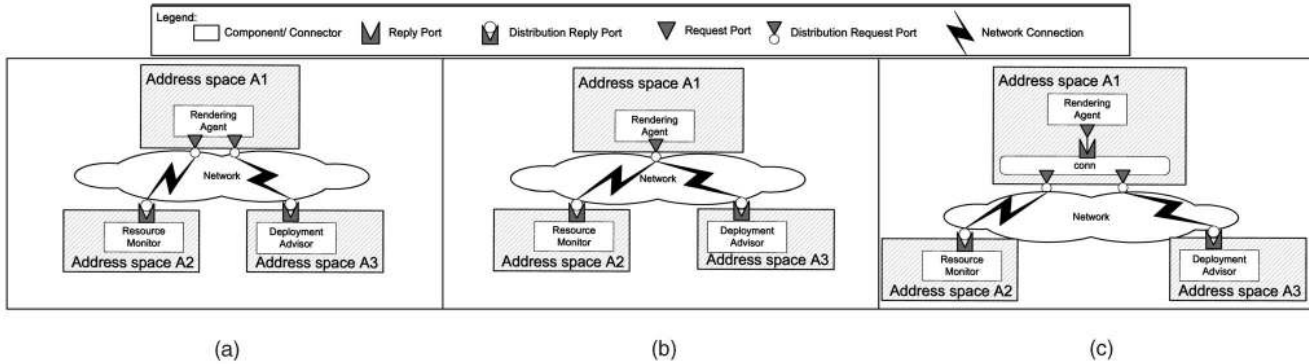 Legend:
Component/ Connector
Reply Port
Distribution Reply Port
Request Port
Distribution Request Port
Network Connection
Address space A1
Rendering
Agent
Network
Resource
Monitor
Address space A2
Deployment
Advisor
Address space A3
Address space A1
Rendering
Agent
Network
Resource
Monitor
Address space A2
Deployment
Advisor
Address space A3
Address space A1
Rendering
Agent
conn
Network
Resource
Monitor
Address space A2
Deployment
Advisor
Address space A3
(a)
(b)
(c)